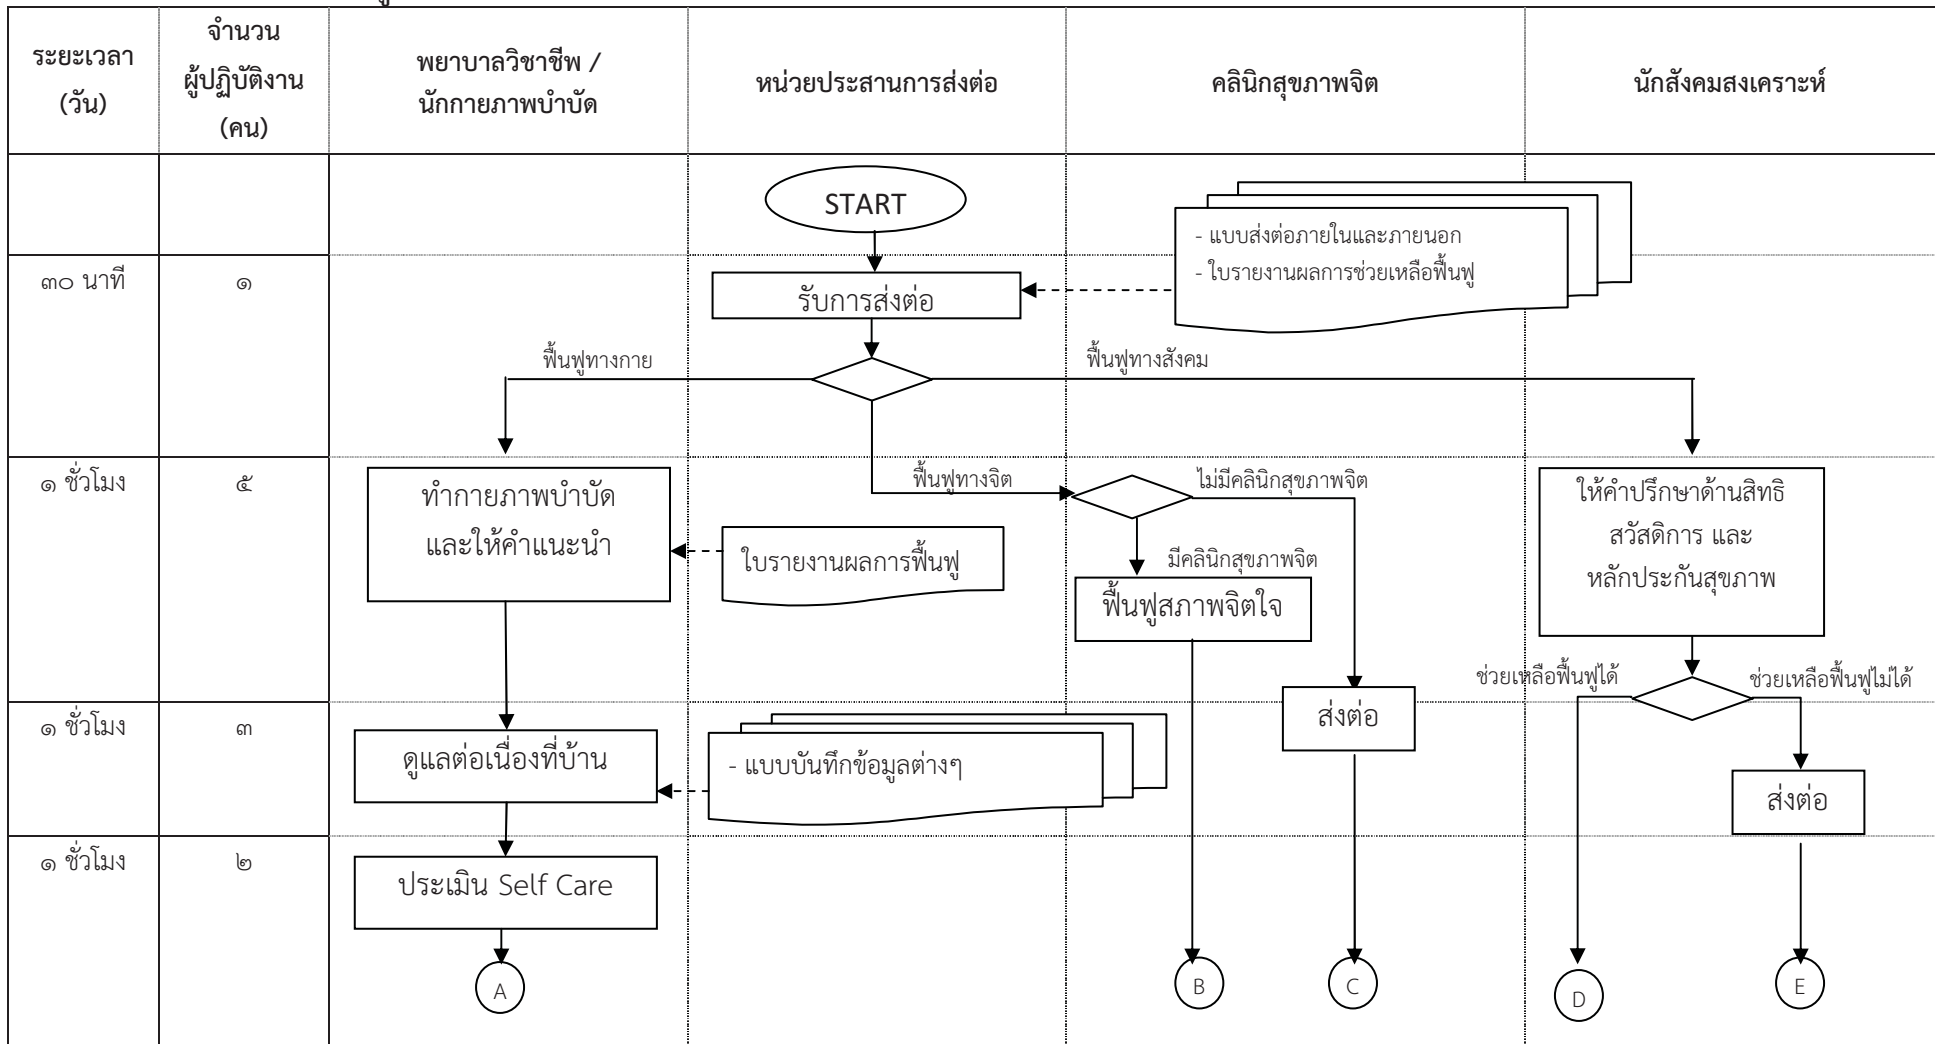 ระยะเวลา
(วัน)
จำนวน
ผู้ปฏิบัติงาน
(คน)
พยาบาลวิชาชีพ /
นักกายภาพบำบัด
หน่วยประสานการส่งต่อ
คลินิกสุขภาพจิต
นักสังคมสงเคราะห์
START
- แบบส่งต่อภายในและภายนอก
- ใบรายงานผลการช่วยเหลือฟื้นฟู
๓๐ นาที
๑
รับการส่งต่อ
ฟื้นฟูทางกาย
ฟื้นฟูทางสังคม
๑ ชั่วโมง
๕
ทำกายภาพบำบัด
และให้คำแนะนำ
ใบรายงานผลการฟื้นฟู
ฟื้นฟูทางจิต
ไม่มีคลินิกสุขภาพจิต
มีคลินิกสุขภาพจิต
ฟื้นฟูสภาพจิตใจ
ให้คำปรึกษาด้านสิทธิ
สวัสดิการ และ
หลักประกันสุขภาพ
ช่วยเหลือฟื้นฟูได้
ช่วยเหลือฟื้นฟูไม่ได้
๑ ชั่วโมง
๓
ดูแลต่อเนื่องที่บ้าน
- แบบบันทึกข้อมูลต่างๆ
ส่งต่อ
ส่งต่อ
๑ ชั่วโมง
๒
ประเมิน Self Care
A
B
C
D
E